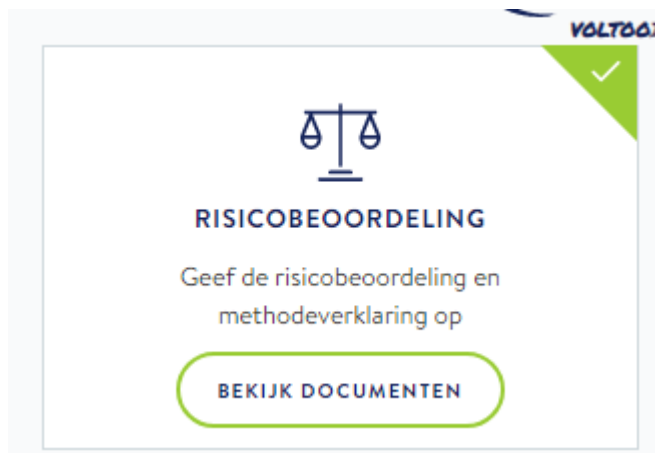 RISICOBEOORDELING
Geef de risicobeoordeling en
methodeverklaring op
BEKIJK DOCUMENTEN